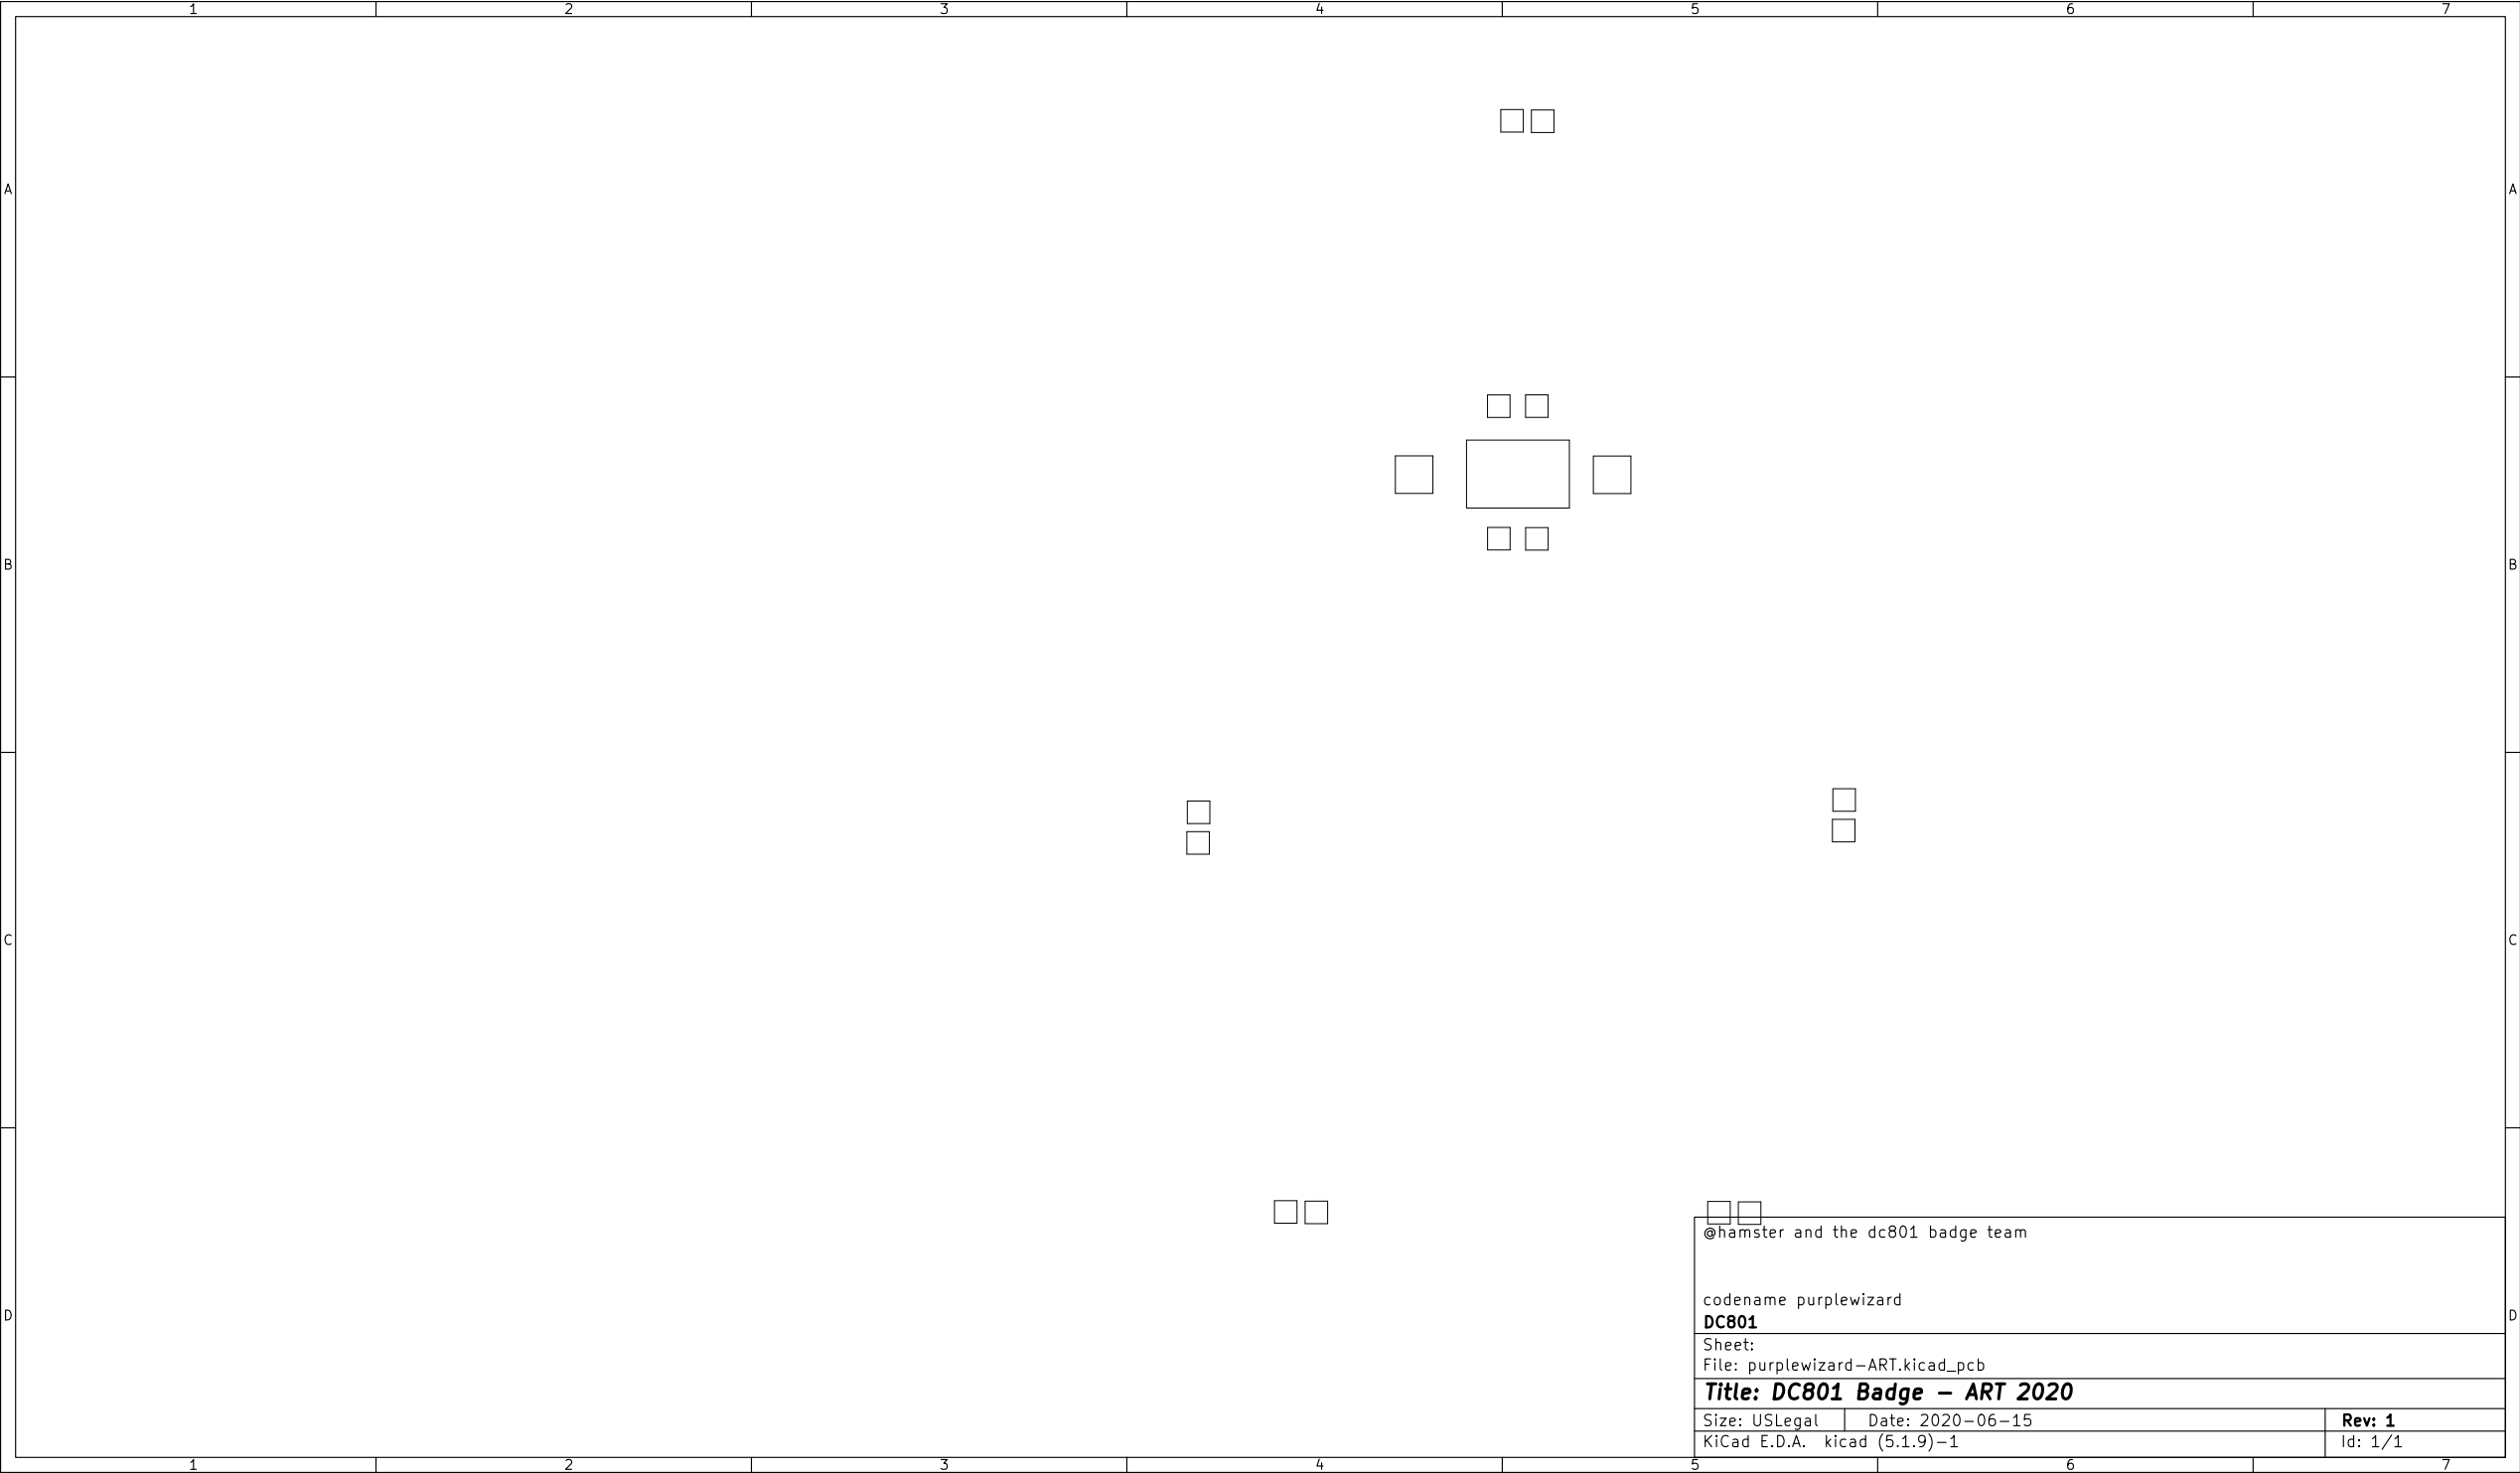 1 2 3 4 5 6 7
A A
B B
C C
@hamster and the dc801 badge team
codename purplewizard
D D
DC801
Sheet:
File: purplewizard-ART.kicad_pcb
Title: DC801 Badge - ART 2020
Size: USLegal Date: 2020-06-15 Rev: 1
KiCad E.D.A. kicad (5.1.9)-1 Id: 1/1
1 2 3 4 5 6 7